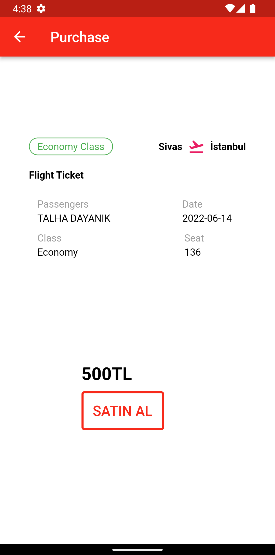 4:38
Purchase
Economy Class
Sivas İstanbul
Flight Ticket
Passengers Date
TALHA DAYANIK 2022-06-14
Class Seat
Economy 136
500TL
SATIN AL